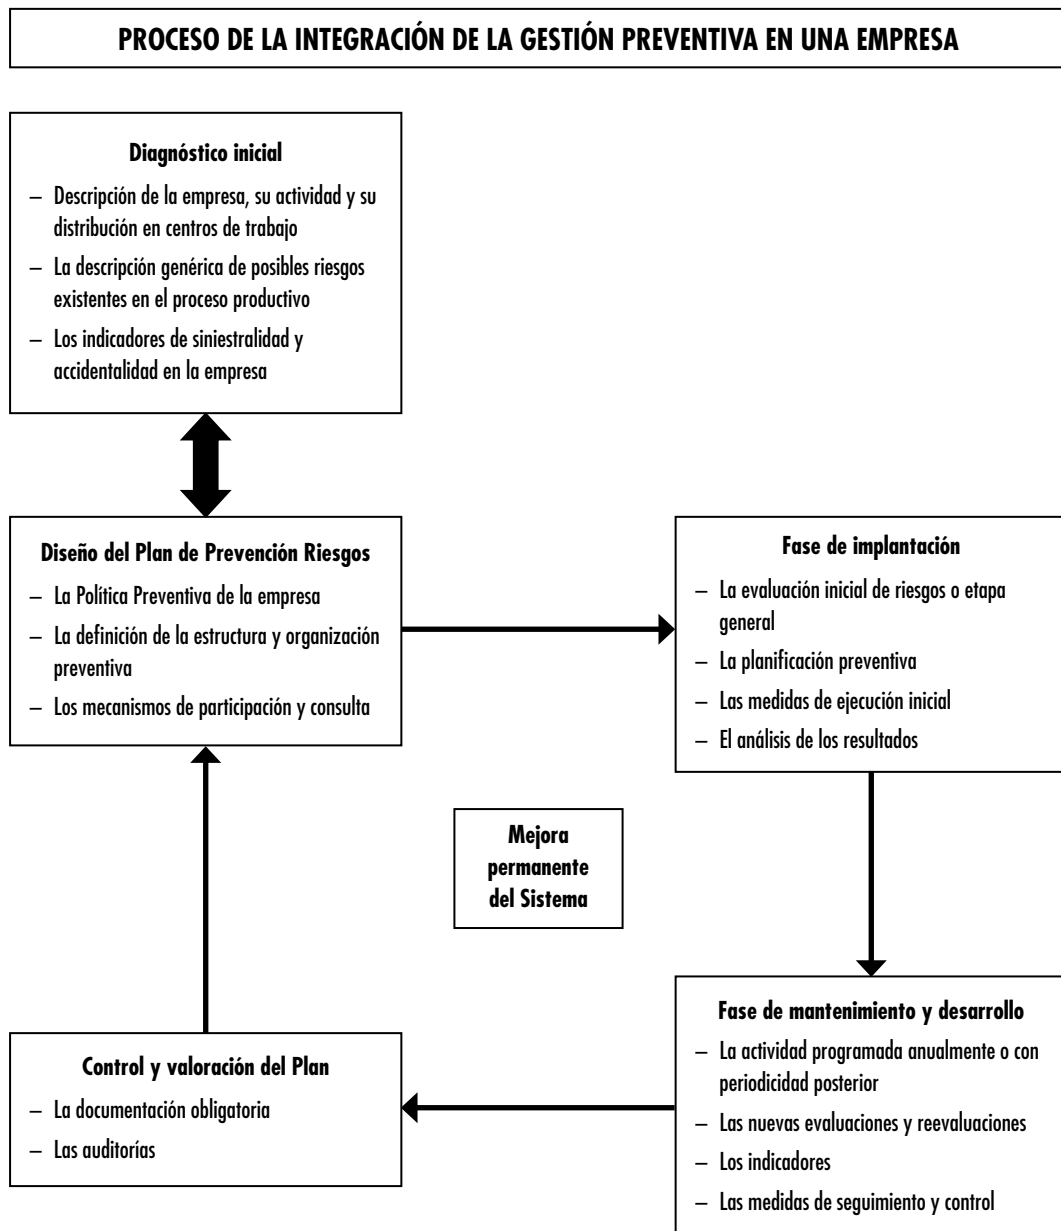 PROCESO DE LA INTEGRACIÓN DE LA GESTIÓN PREVENTIVA EN UNA EMPRESA
Diagnóstico inicial
– Descripción de la empresa, su actividad y su
distribución en centros de trabajo
– La descripción genérica de posibles riesgos
existentes en el proceso productivo
– Los indicadores de siniestralidad y
accidentalidad en la empresa
Diseño del Plan de Prevención Riesgos
– La Política Preventiva de la empresa
– La definición de la estructura y organización
preventiva
– Los mecanismos de participación y consulta
Fase de implantación
– La evaluación inicial de riesgos o etapa
general
– La planificación preventiva
– Las medidas de ejecución inicial
– El análisis de los resultados
Mejora
permanente
del Sistema
Fase de mantenimiento y desarrollo
– La actividad programada anualmente o con
periodicidad posterior
– Las nuevas evaluaciones y reevaluaciones
– Los indicadores
– Las medidas de seguimiento y control
Control y valoración del Plan
– La documentación obligatoria
– Las auditorías